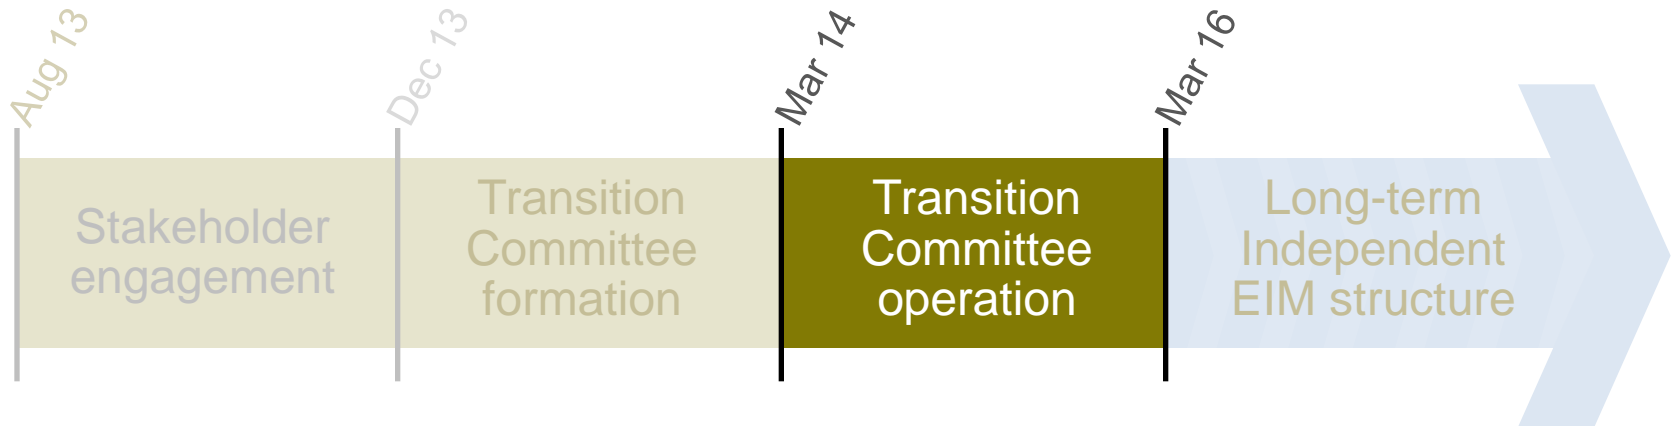 Aug 13
Dec 13
Mar 14
Mar 16
Stakeholder
engagement
Transition
Committee
formation
Transition
Committee
operation
Long-term
Independent
EIM structure